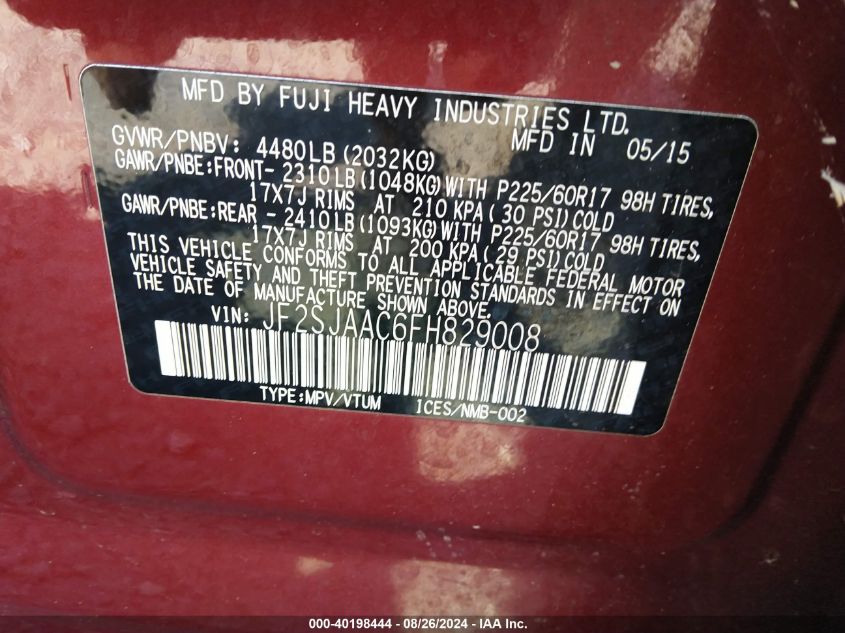 MFD BY FUJI HEAVY INDUSTRIES LTD.
GVWR/PNBV: 4480LB(2032KG) MFD IN 05/15
GAWR/PNBE:FRONT- 2310LB(1048KG)WITH P225/60R17 98H TIRES,
17X7J RIMS AT 210 KPA( 30 PSI)COLD
GAWR/PNBE:REAR - 2410LB(1093KG)WITH P225/60R17 98H TIRES,
17X7J RIMS AT 200 KPA( 29 PSI)COLD
THIS VEHICLE CONFORMS TO ALL APPLICABLE FEDERAL MOTOR
VEHICLE SAFETY AND THEFT PREVENTION STANDARDS IN EFFECT ON
THE DATE OF MANUFACTURE SHOWN ABOVE.
VIN: JF2SJAAC6FH829008
TYPE:MPV/VTUM ICES/NMB-002
000-40198444 - 08/26/2024 - IAA Inc.